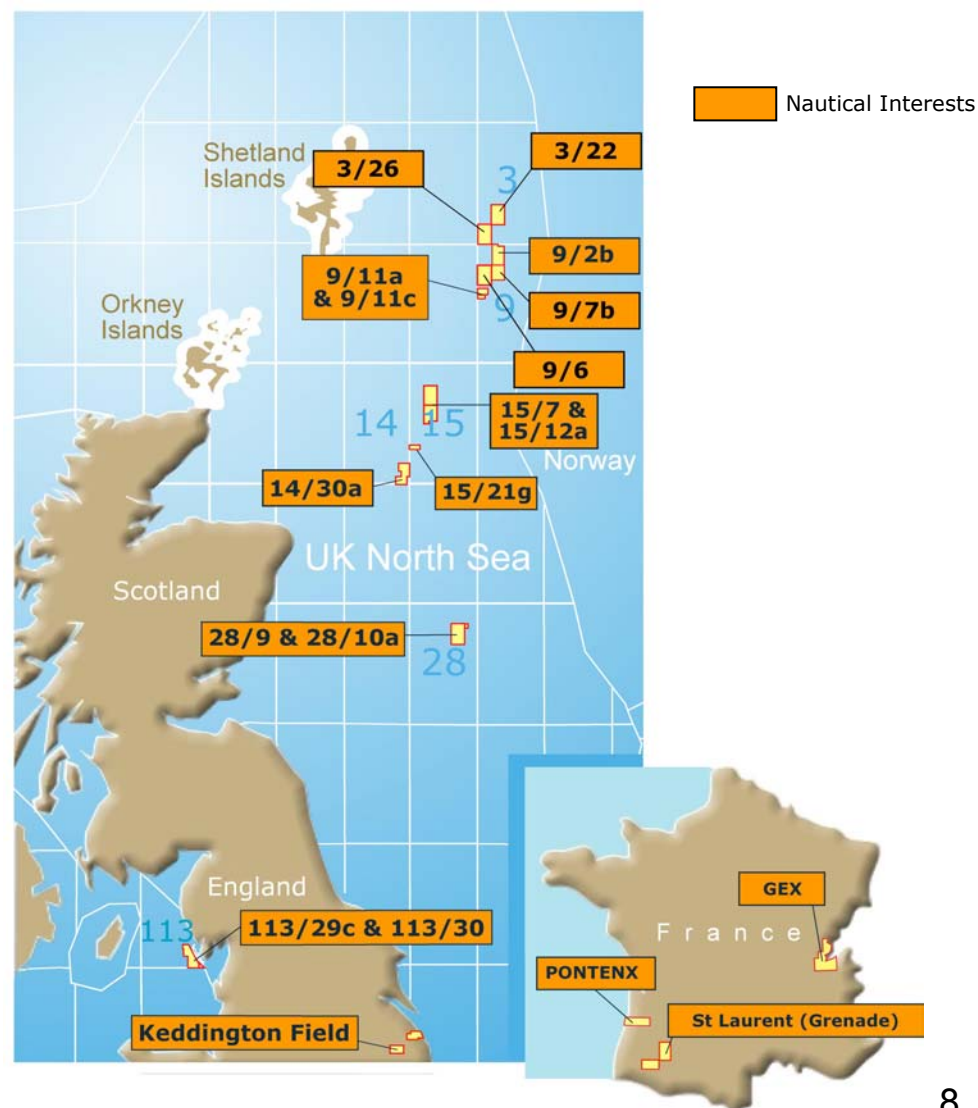 Nautical Interests
Shetland
Islands
3/26
3/22
3
9/11a
& 9/11c
9/2b
9
9/7b
9/6
Orkney
Islands
14
15
15/7 &
15/12a
Norway
14/30a
15/21g
UK North Sea
Scotland
28/9 & 28/10a
28
England
113
113/29c & 113/30
Keddington Field
GEX
France
PONTENX
St Laurent (Grenade)
8